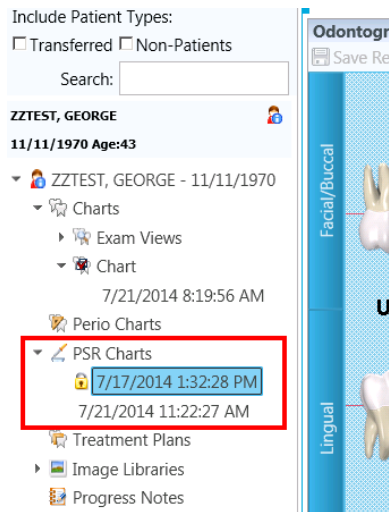 Include Patient Types:
Transferred Non-Patients
Search:
ZZTEST, GEORGE
11/11/1970 Age:43
ZZTEST, GEORGE - 11/11/1970
Charts
Exam Views
Chart
7/21/2014 8:19:56 AM
Perio Charts
PSR Charts
7/17/2014 1:32:28 PM
7/21/2014 11:22:27 AM
Treatment Plans
Image Libraries
Progress Notes
Odontogr
Save Re
Facial/Buccal
U
Lingual